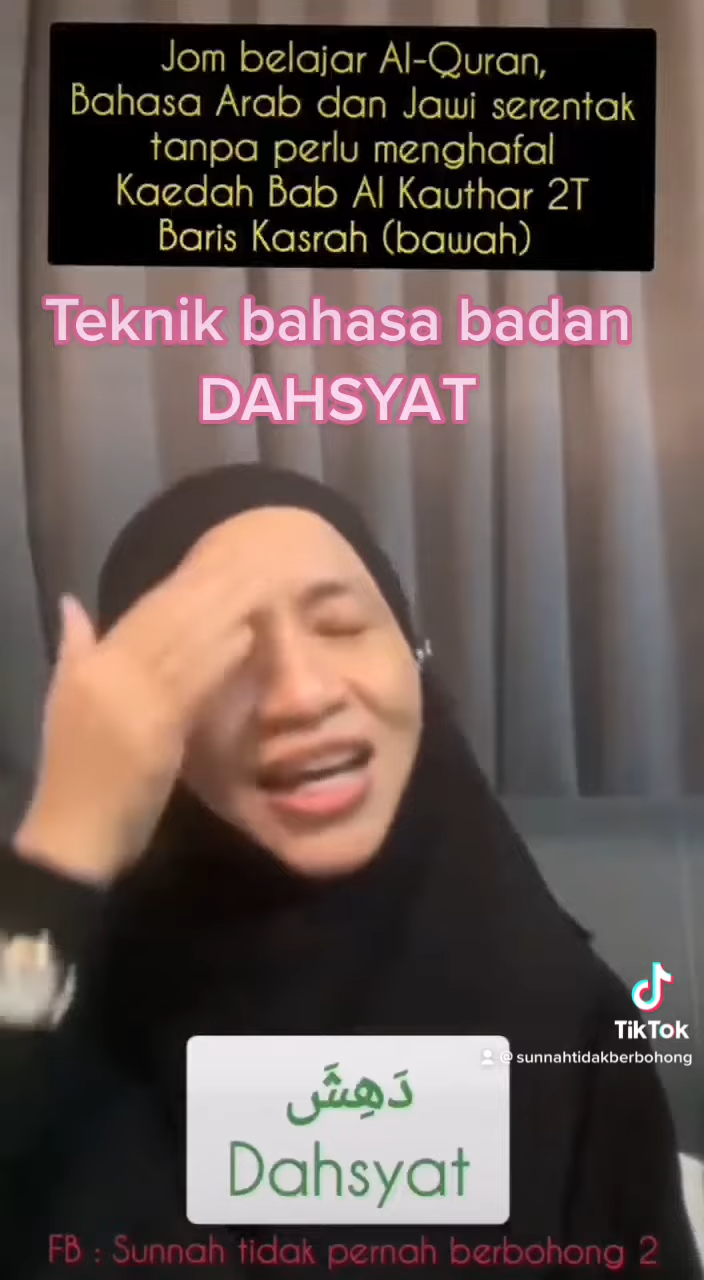 Jom belajar Al-Quran,
Bahasa Arab dan Jawi serentak
tanpa perlu menghafal
Kaedah Bab Al Kauthar 2T
Baris Kasrah (bawah)
Teknik bahasa badan
DAHSYAT
TikTok
@sunnahtidakberbohong
دَهِشَ
Dahsyat
FB : Sunnah tidak pernah berbohong 2